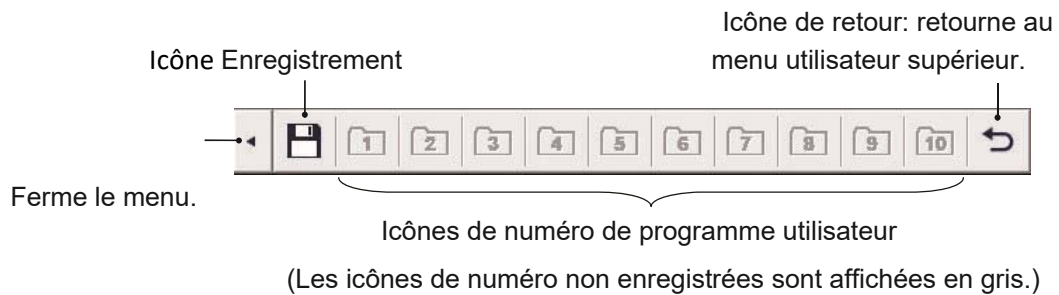 Icône de retour: retourne au
menu utilisateur supérieur.
Icône Enregistrement
1 2 3 4 5 6 7 8 9 10
Ferme le menu.
Icônes de numéro de programme utilisateur
(Les icônes de numéro non enregistrées sont affichées en gris.)